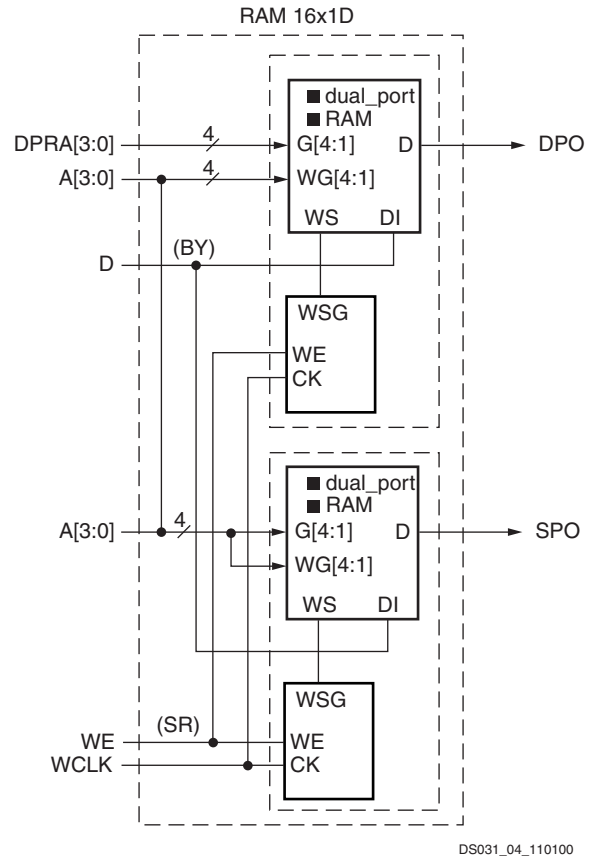 RAM 16x1D
dual_port
RAM
DPRA[3:0] 4 G[4:1] D DPO
A[3:0] 4 WG[4:1]
WS DI
D (BY)
WSG
WE
CK
dual_port
RAM
A[3:0] 4 G[4:1] D SPO
WG[4:1]
WS DI
WSG
(SR)
WE WE
WCLK CK
DS031_04_110100